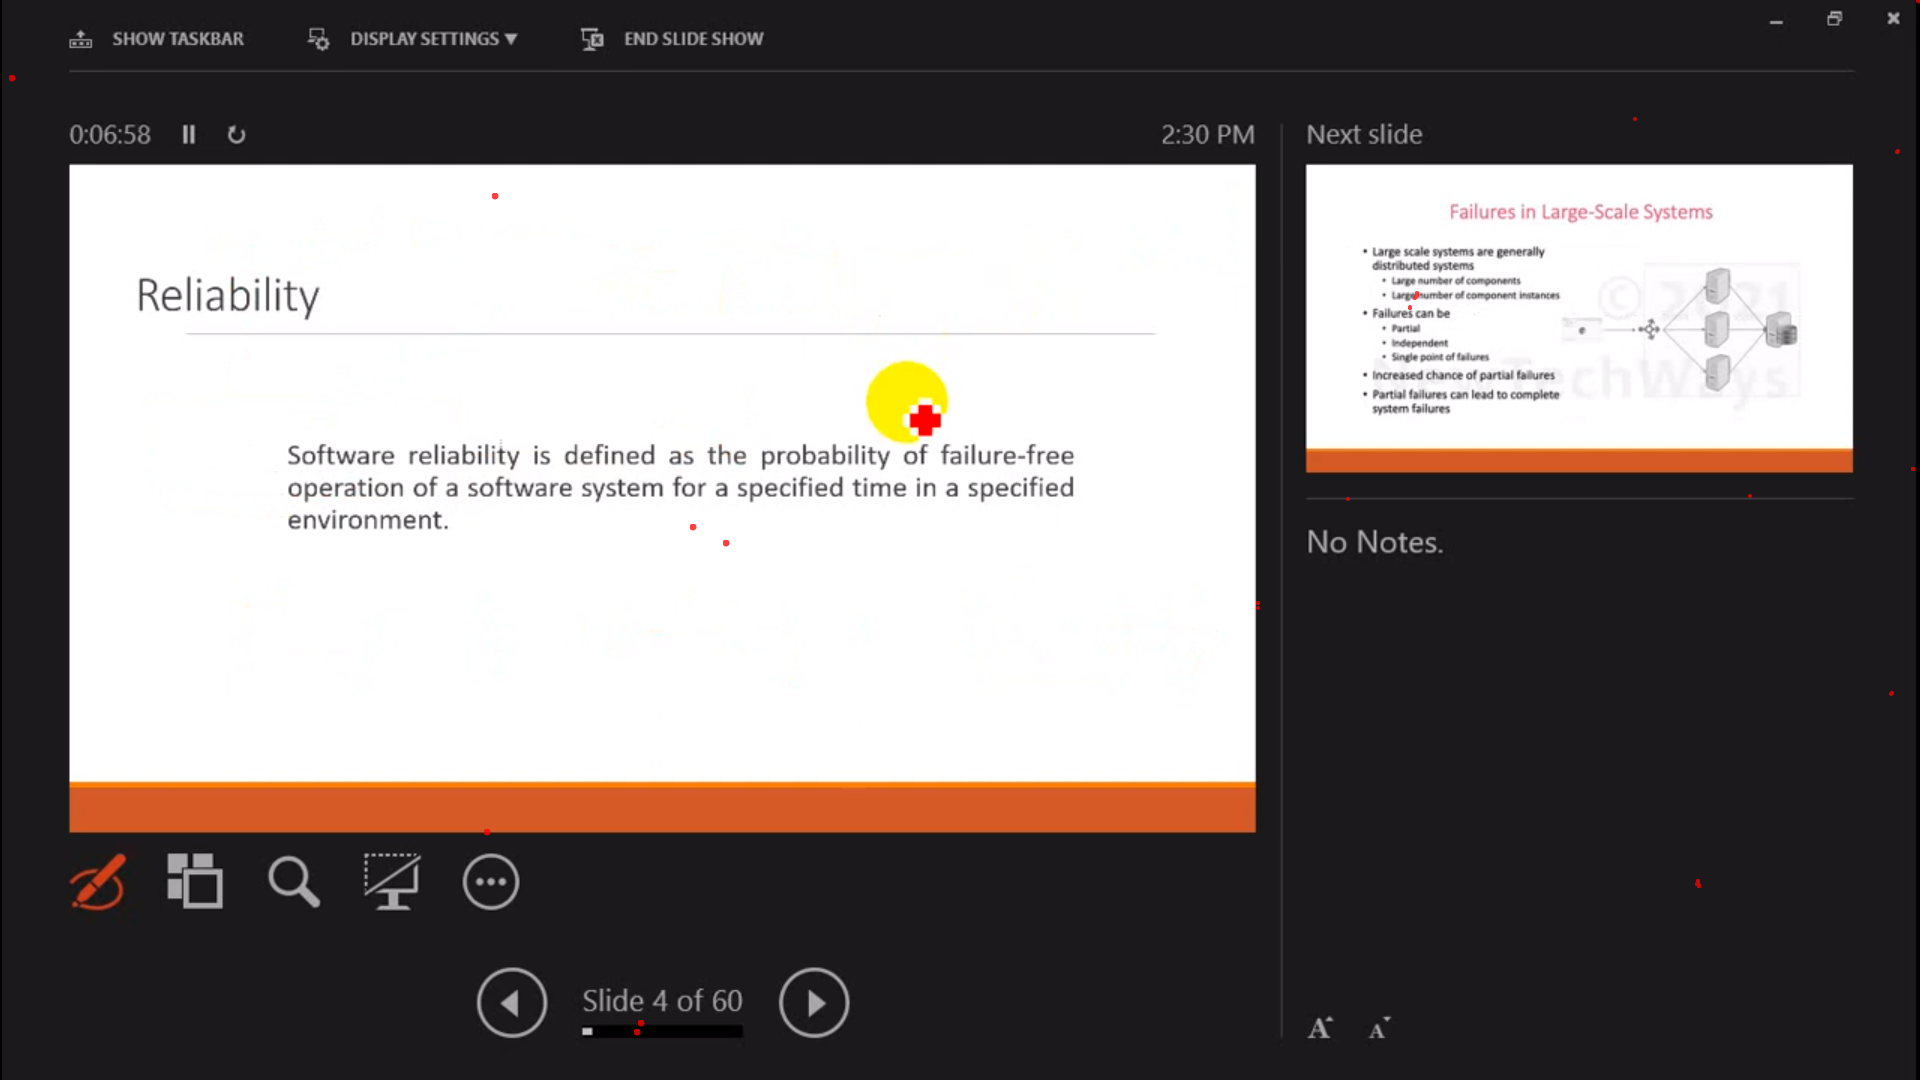 SHOW TASKBAR
DISPLAY SETTINGS ▼
END SLIDE SHOW
0:06:58
2:30 PM
Reliability
Software reliability is defined as the probability of failure-free
operation of a software system for a specified time in a specified
environment.
Slide 4 of 60
Next slide
Failures in Large-Scale Systems
• Large scale systems are generally
distributed systems
• Large number of components
• Large number of component instances
• Failures can be
• Partial
• Independent
• Single point of failures
• Increased chance of partial failures
• Partial failures can lead to complete
system failures
© 2021
NewTechWays
No Notes.
A
A